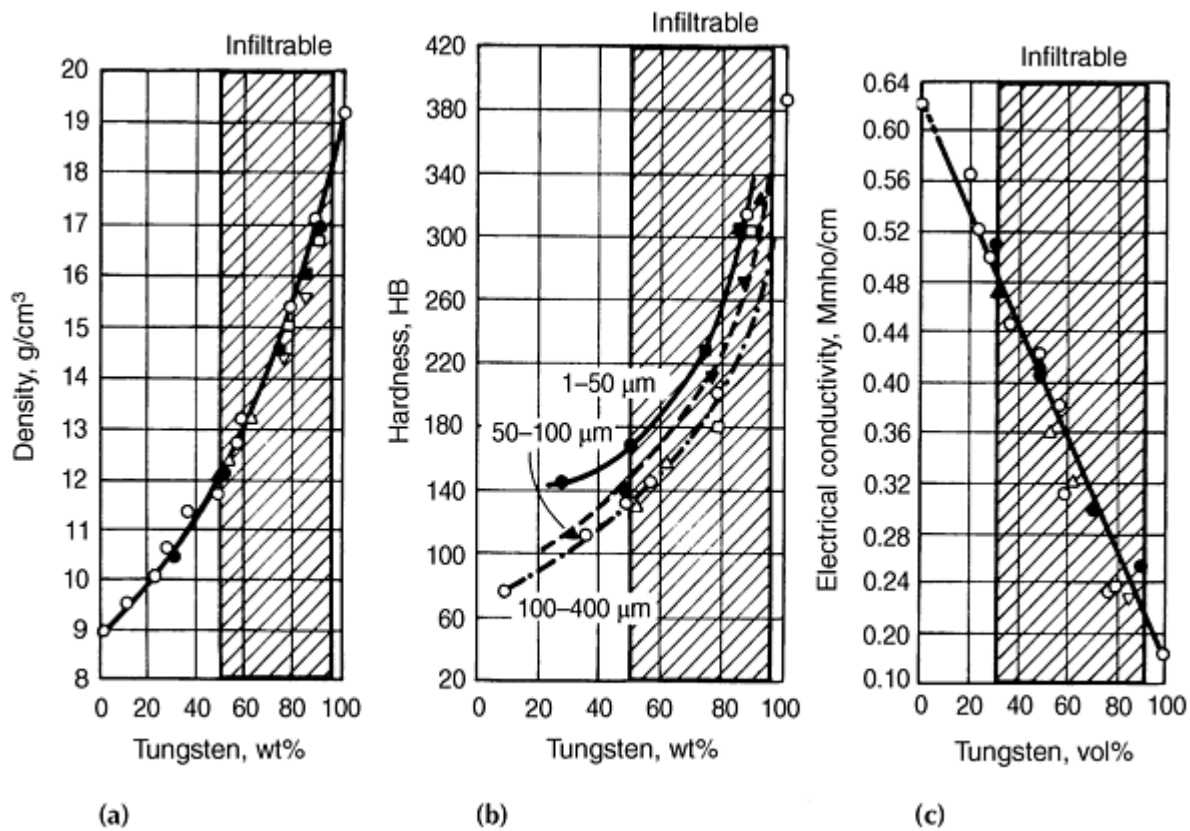 Infiltrable
20
19
18
17
16
15
14
13
12
11
10
9
8
Density, g/cm³
0 20 40 60 80 100
Tungsten, wt%
(a)
Infiltrable
420
380
340
300
260
220
180
140
100
60
20
Hardness, HB
1–50 µm
50–100 µm
100–400 µm
0 20 40 60 80 100
Tungsten, wt%
(b)
Infiltrable
0.64
0.60
0.56
0.52
0.48
0.44
0.40
0.36
0.32
0.28
0.24
0.20
0.10
Electrical conductivity, Mmho/cm
0 20 40 60 80 100
Tungsten, vol%
(c)